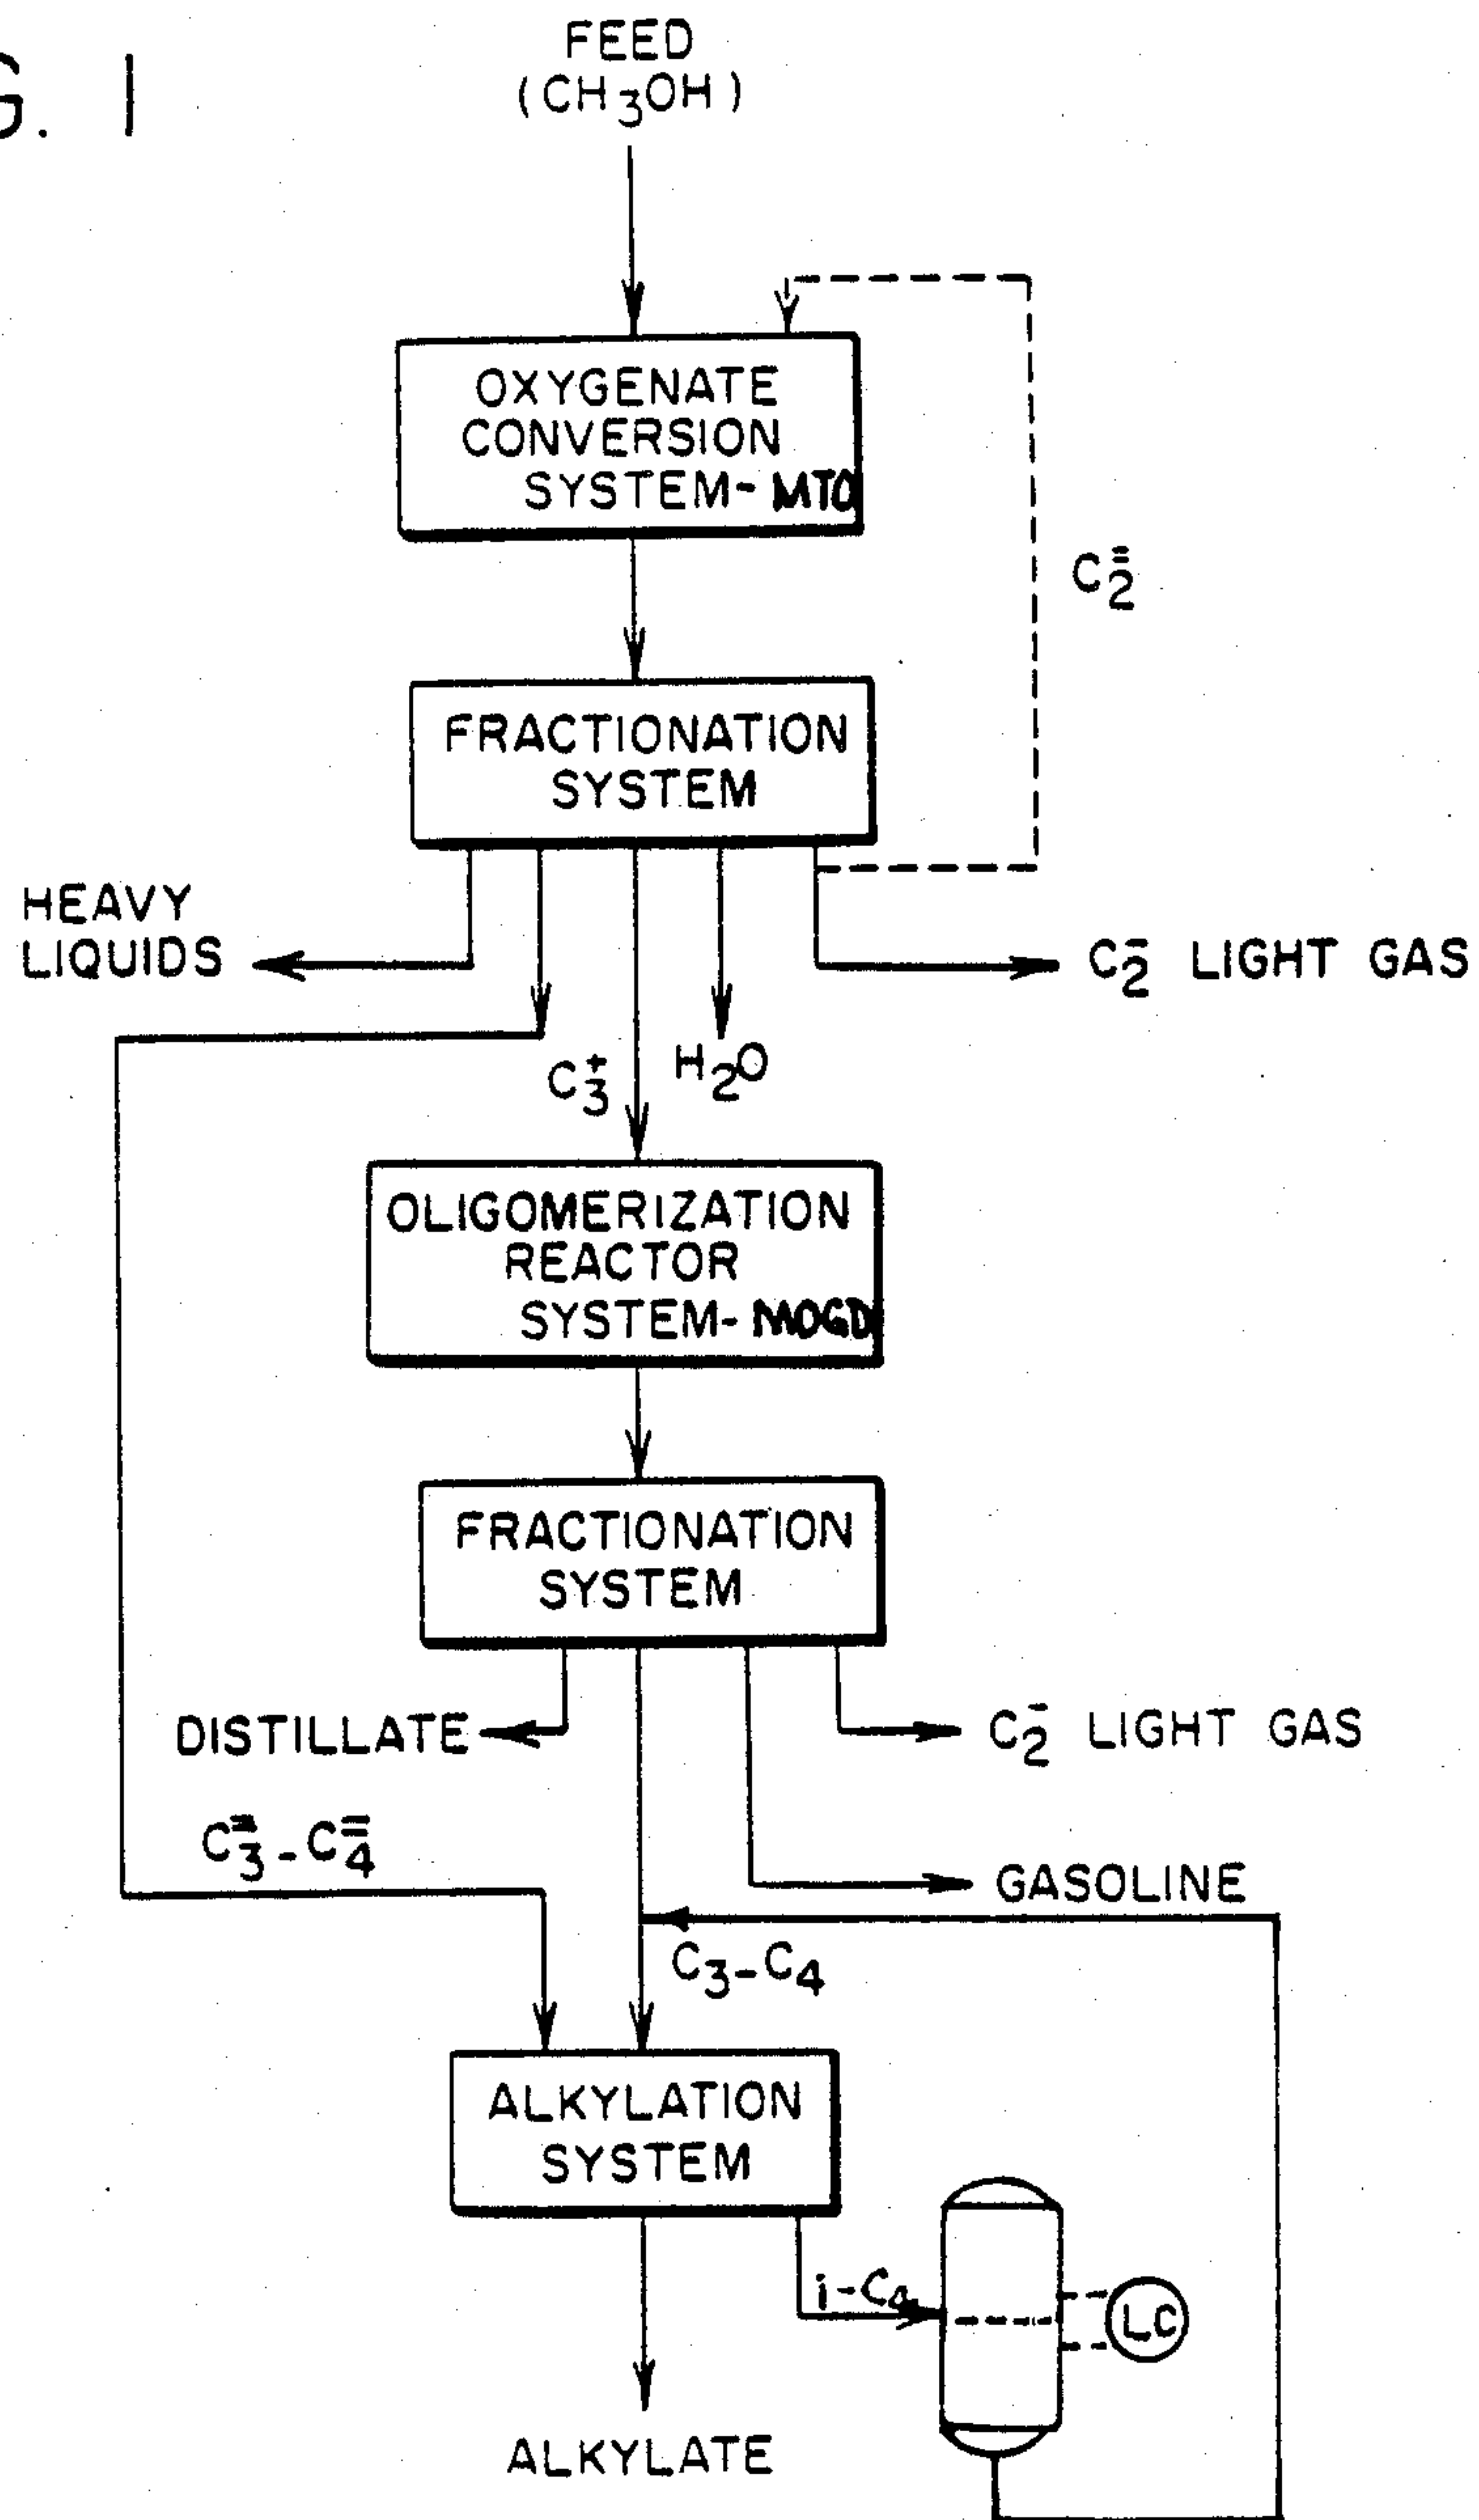 G. 1
FEED
(CH3OH)
OXYGENATE
CONVERSION
SYSTEM-MTO
C2=
FRACTIONATION
SYSTEM
HEAVY
LIQUIDS
C2- LIGHT GAS
C3+
H2O
OLIGOMERIZATION
REACTOR
SYSTEM-MOGD
FRACTIONATION
SYSTEM
DISTILLATE
C2- LIGHT GAS
C3=-C4=
GASOLINE
C3-C4
ALKYLATION
SYSTEM
i-C4
LC
ALKYLATE